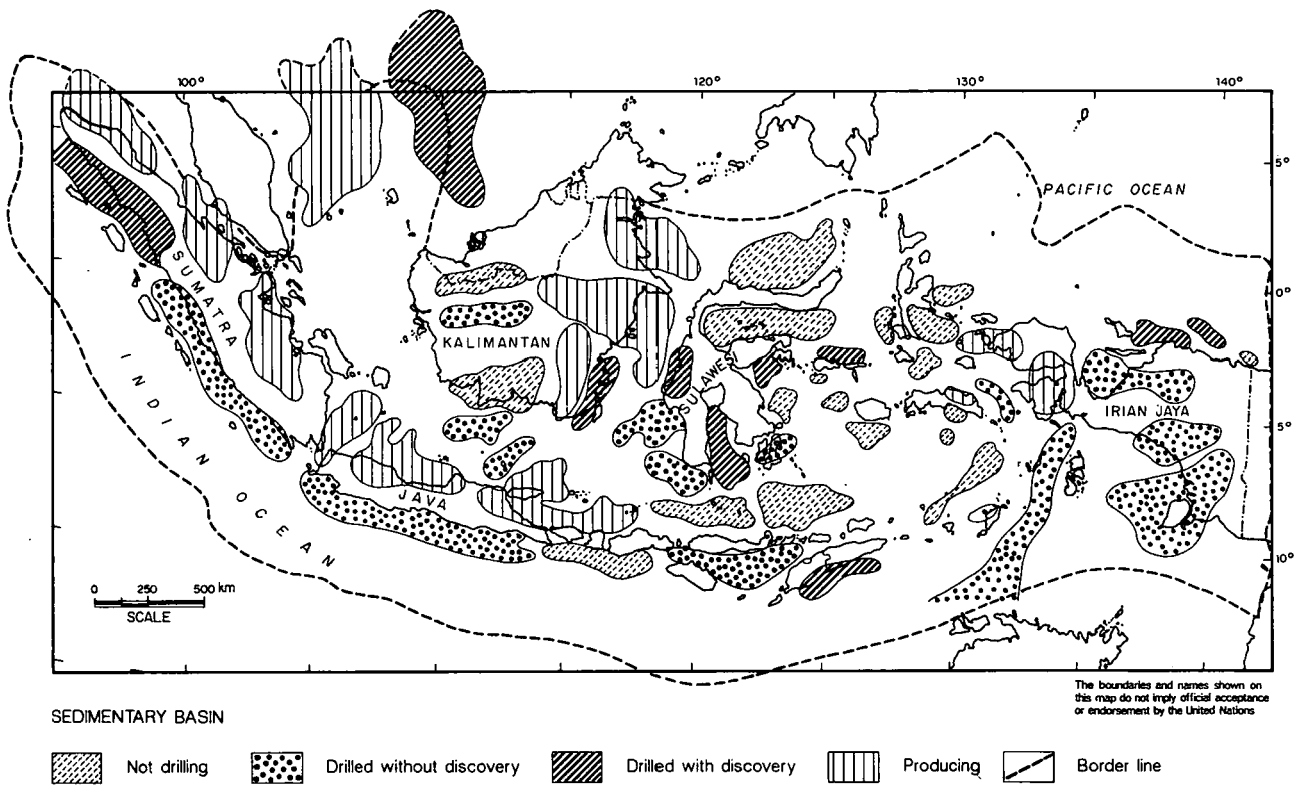 100°
120°
130°
140°
5°
PACIFIC OCEAN
0°
SUMATRA
KALIMANTAN
SULAWESI
IRIAN JAYA
5°
JAVA
INDIAN OCEAN
10°
0 250 500 km
SCALE
The boundaries and names shown on
this map do not imply official acceptance
or endorsement by the United Nations
SEDIMENTARY BASIN
Not drilling
Drilled without discovery
Drilled with discovery
Producing
Border line